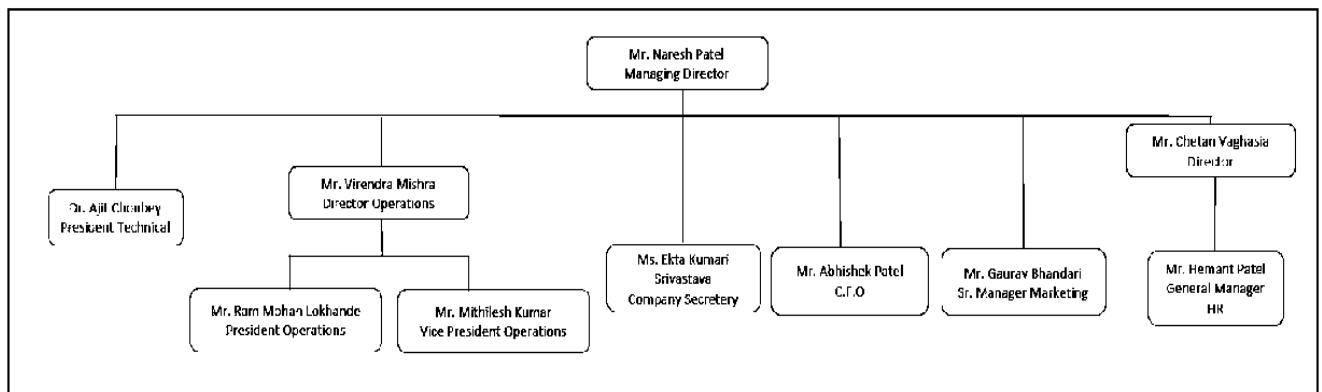 Mr. Naresh Patel
Managing Director
Mr. Chetan Vaghasia
Director
Mr. Virendra Mishra
Director Operations
Dr. Ajit Choubey
President Technical
Ms. Ekta Kumari
Srivastava
Company Secretary
Mr. Abhishek Patel
C.F.O
Mr. Gaurav Bhandari
Sr. Manager Marketing
Mr. Hemant Patel
General Manager
HR
Mr. Ram Mohan Lokhande
President Operations
Mr. Mithilesh Kumar
Vice President Operations